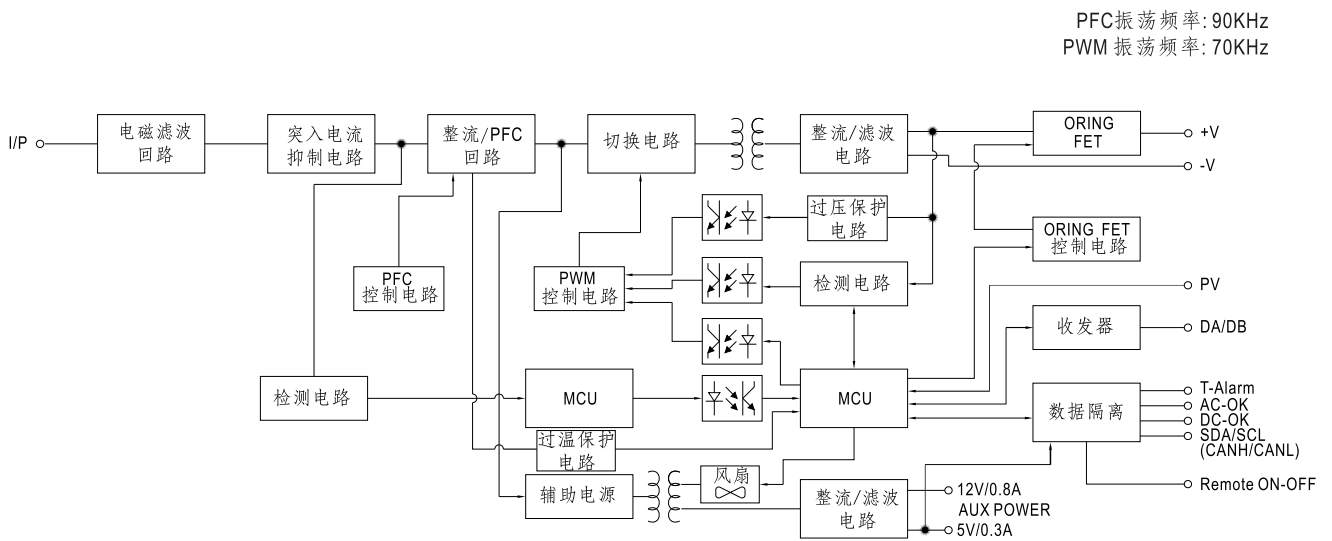 PFC振荡频率: 90KHz
PWM 振荡频率: 70KHz
I/P
电磁滤波
回路
突入电流
抑制电路
整流/PFC
回路
切换电路
整流/滤波
电路
ORING
FET
+V
-V
过压保护
电路
ORING FET
控制电路
PFC
控制电路
PWM
控制电路
检测电路
PV
收发器
DA/DB
检测电路
MCU
MCU
数据隔离
T-Alarm
AC-OK
DC-OK
SDA/SCL
(CANH/CANL)
过温保护
电路
风扇
辅助电源
整流/滤波
电路
12V/0.8A
AUX POWER
5V/0.3A
Remote ON-OFF